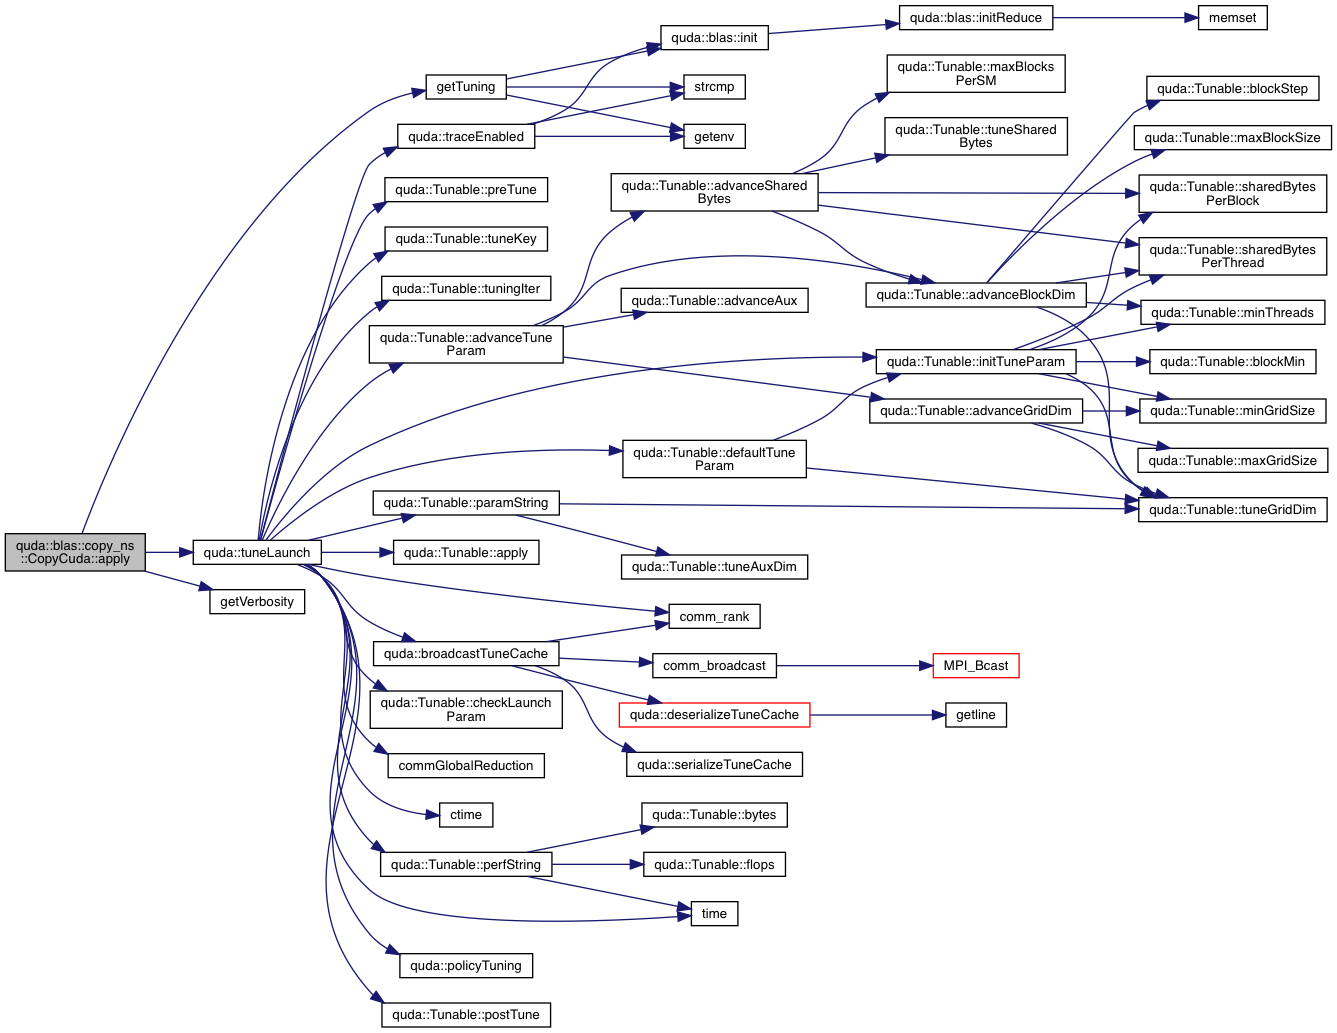 quda::blas::copy_ns
::CopyCuda::apply
getTuning
quda::traceEnabled
quda::Tunable::preTune
quda::Tunable::tuneKey
quda::Tunable::tuningIter
quda::Tunable::advanceTune
Param
quda::tuneLaunch
getVerbosity
quda::Tunable::paramString
quda::Tunable::apply
quda::broadcastTuneCache
quda::Tunable::checkLaunch
Param
commGlobalReduction
ctime
quda::Tunable::perfString
quda::policyTuning
quda::Tunable::postTune
quda::blas::init
strcmp
getenv
quda::Tunable::advanceShared
Bytes
quda::Tunable::advanceAux
quda::Tunable::defaultTune
Param
quda::Tunable::tuneAuxDim
comm_rank
comm_broadcast
quda::deserializeTuneCache
quda::serializeTuneCache
quda::Tunable::bytes
quda::Tunable::flops
time
quda::blas::initReduce
quda::Tunable::maxBlocks
PerSM
quda::Tunable::tuneShared
Bytes
quda::Tunable::advanceBlockDim
quda::Tunable::initTuneParam
quda::Tunable::advanceGridDim
MPI_Bcast
getline
memset
quda::Tunable::blockStep
quda::Tunable::maxBlockSize
quda::Tunable::sharedBytes
PerBlock
quda::Tunable::sharedBytes
PerThread
quda::Tunable::minThreads
quda::Tunable::blockMin
quda::Tunable::minGridSize
quda::Tunable::maxGridSize
quda::Tunable::tuneGridDim